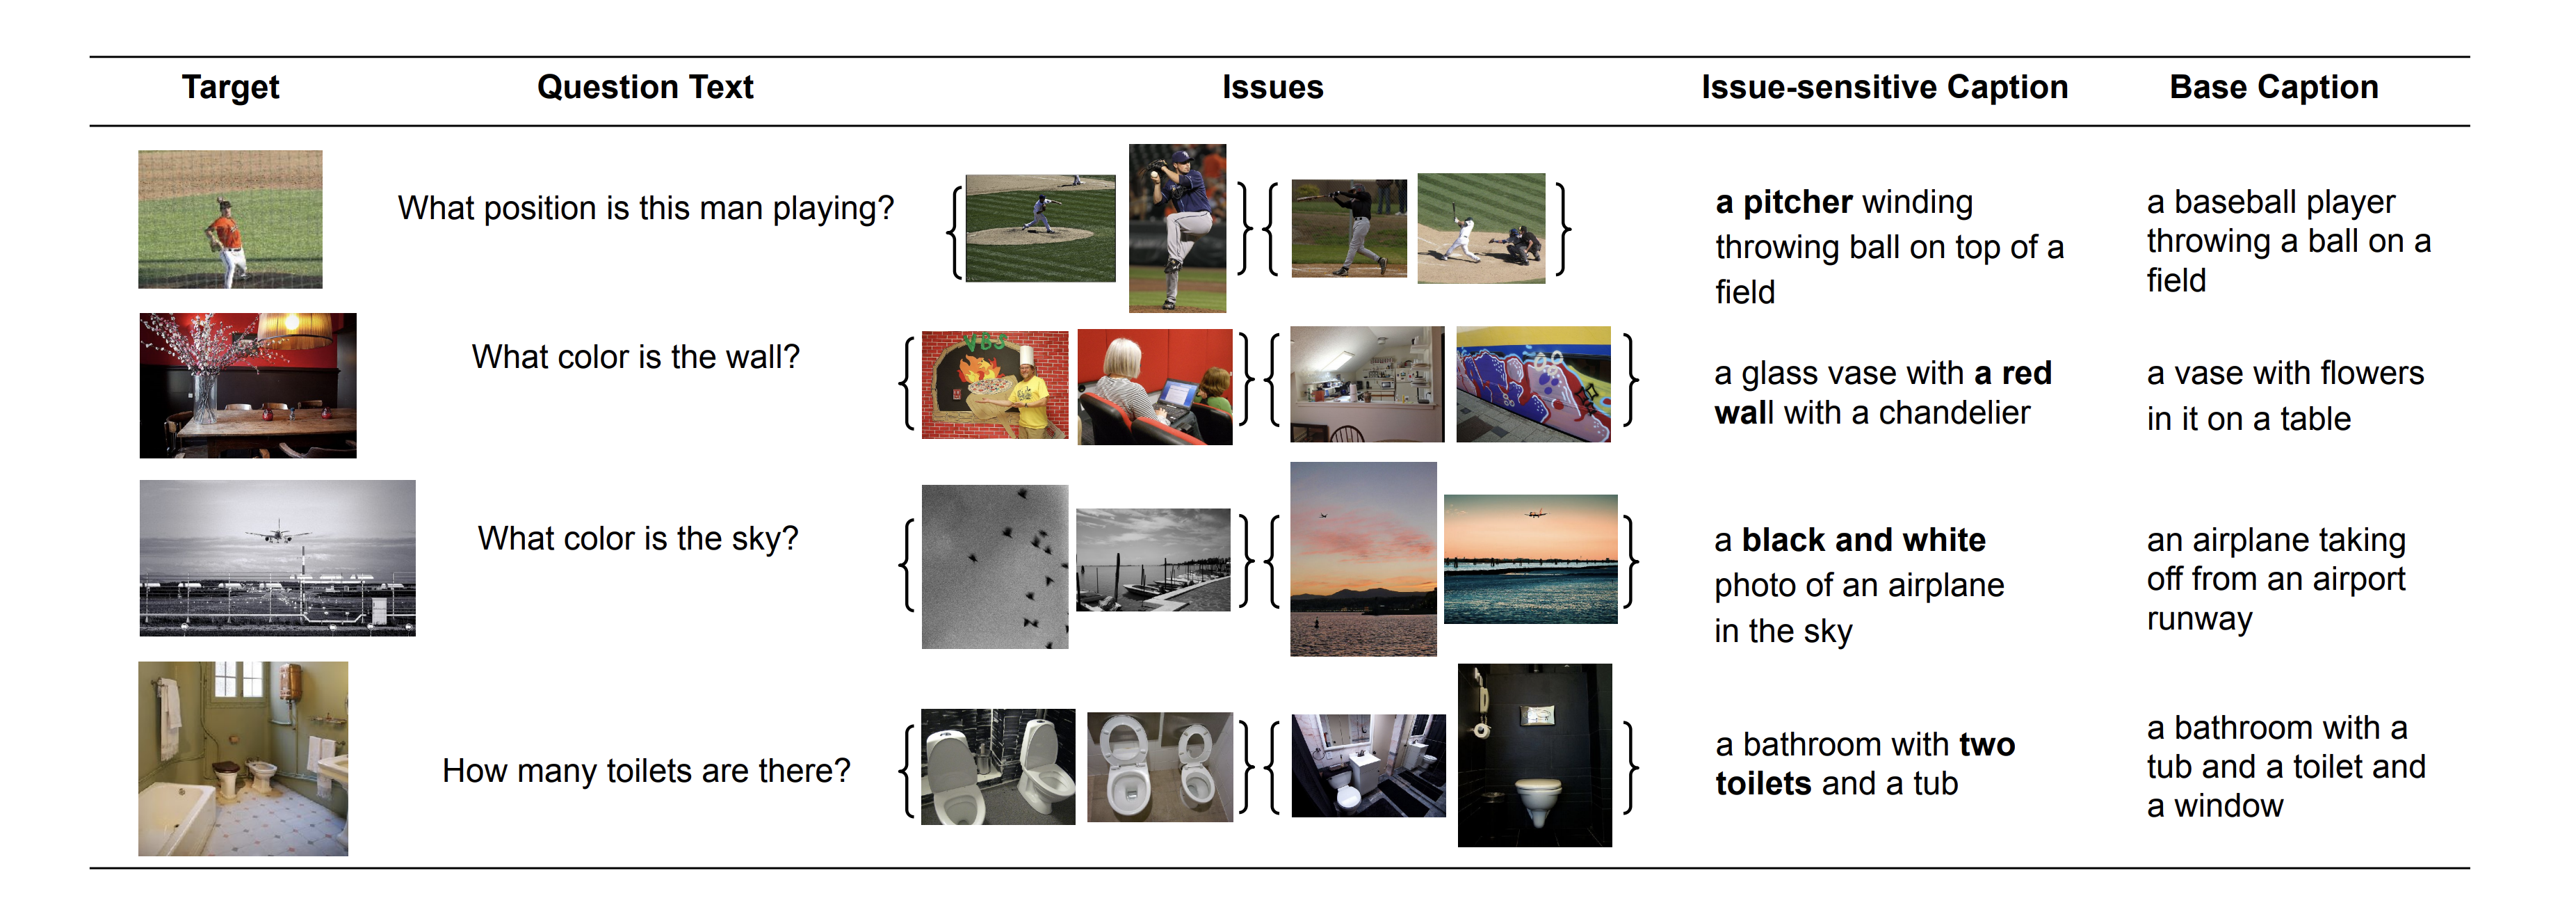 Target Question Text Issues Issue-sensitive Caption Base Caption
What position is this man playing?
a pitcher winding
throwing ball on top of a
field
a baseball player
throwing a ball on a
field
What color is the wall?
VBS
a glass vase with a red
wall with a chandelier
a vase with flowers
in it on a table
What color is the sky?
a black and white
photo of an airplane
in the sky
an airplane taking
off from an airport
runway
How many toilets are there?
a bathroom with two
toilets and a tub
a bathroom with a
tub and a toilet and
a window